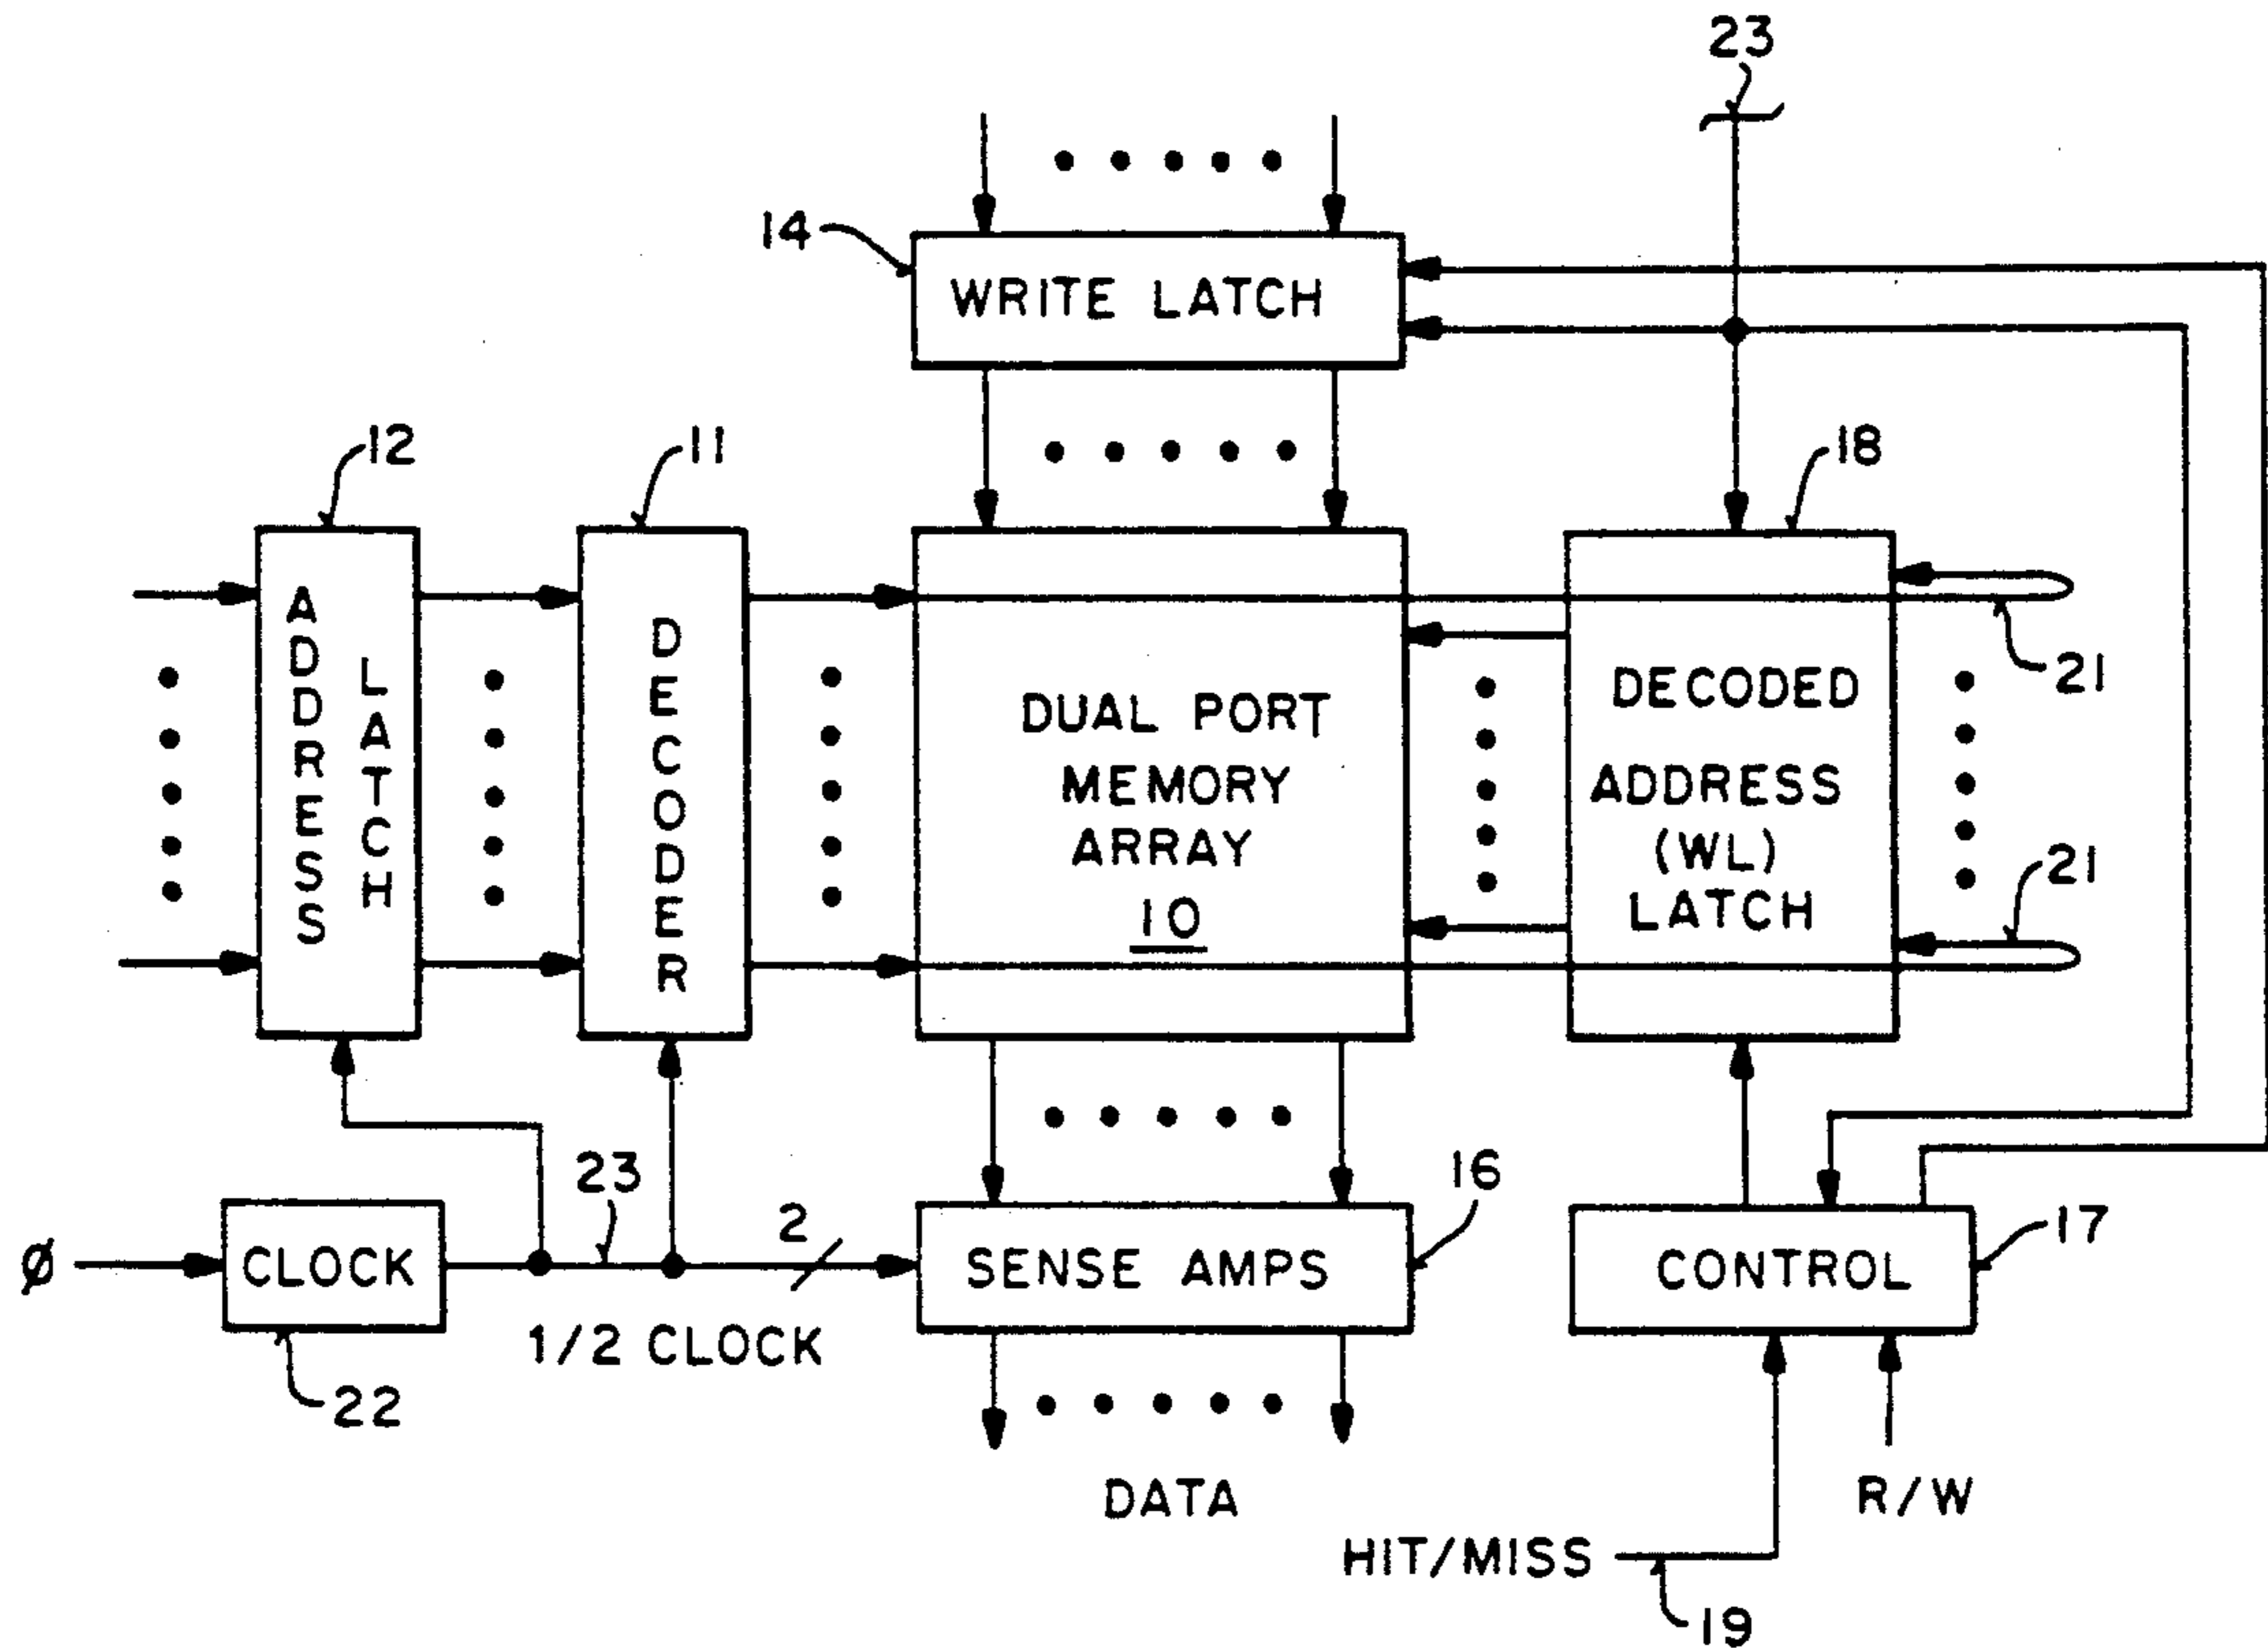 23
14
WRITE LATCH
12
11
18
ADDRESS
LATCH
DECODER
DUAL PORT
MEMORY
ARRAY
10
DECODED
ADDRESS
(WL)
LATCH
21
21
23
2
16
17
Ø
CLOCK
SENSE AMPS
CONTROL
1/2 CLOCK
22
DATA
R/W
HIT/MISS
19